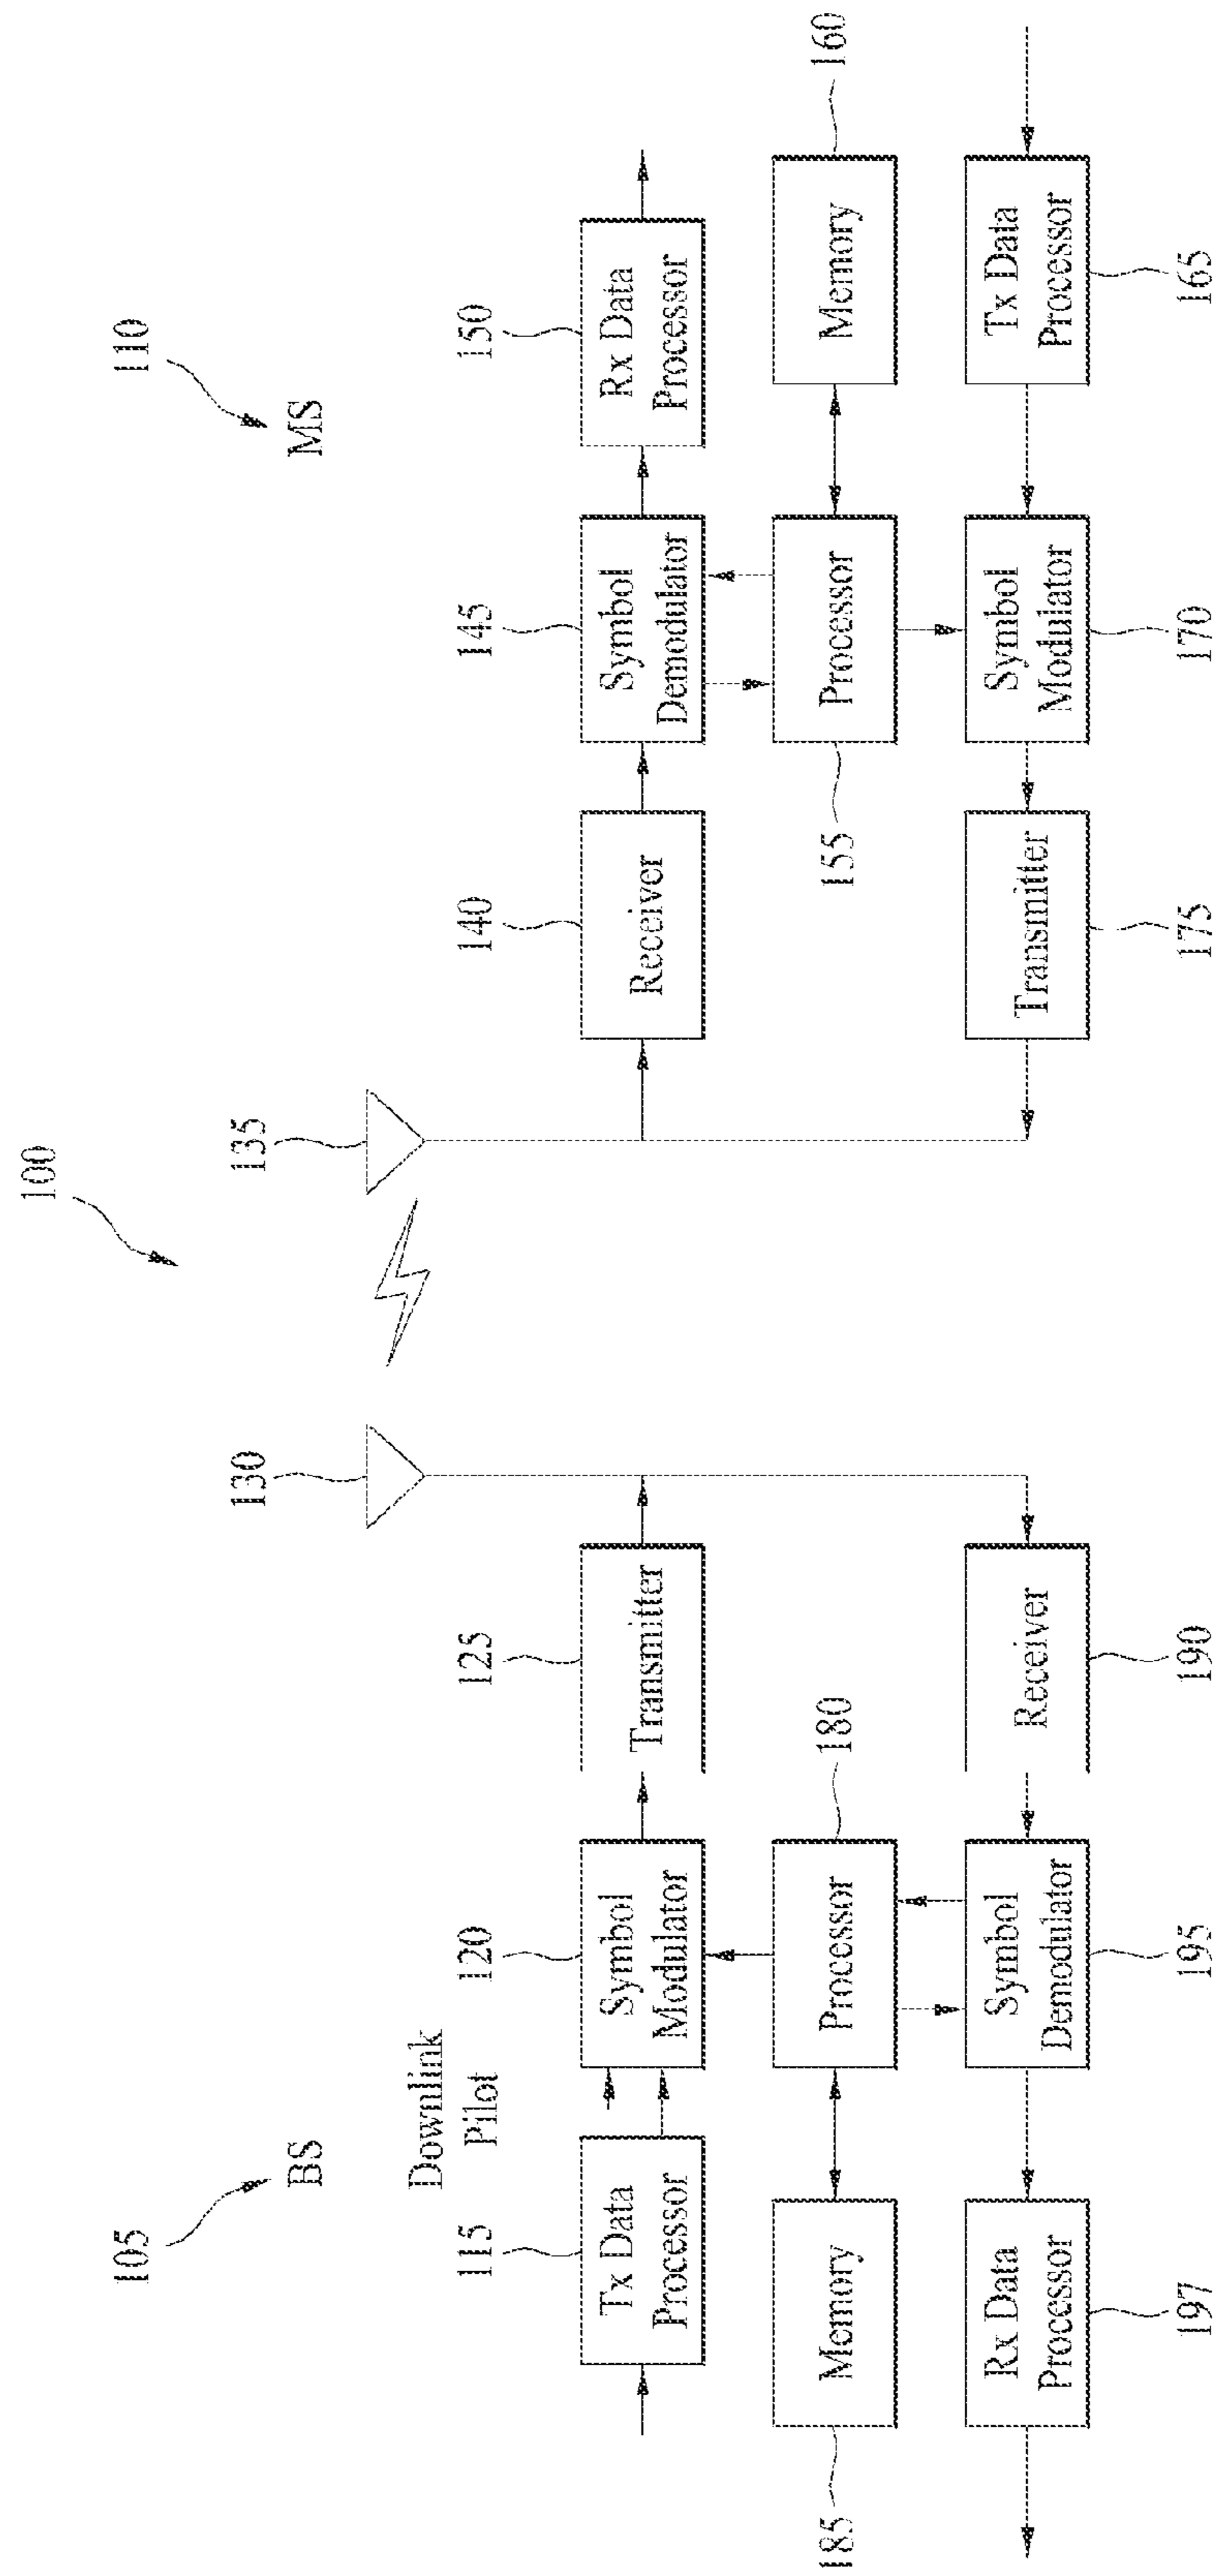 100
105
BS
110
MS
130
135
Downlink
Pilot
115
120
125
140
145
150
Tx Data
Processor
Symbol
Modulator
Transmitter
Receiver
Symbol
Demodulator
Rx Data
Processor
185
180
155
160
Memory
Processor
Processor
Memory
Rx Data
Processor
Symbol
Demodulator
Receiver
Transmitter
Symbol
Modulator
Tx Data
Processor
197
195
190
175
170
165